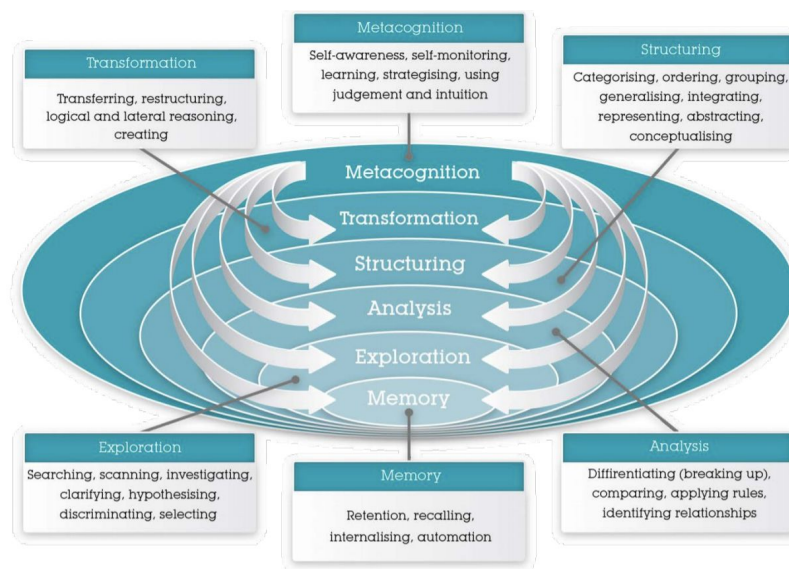 Metacognition
Self-awareness, self-monitoring,
learning, strategising, using
judgement and intuition
Transformation
Transferring, restructuring,
logical and lateral reasoning,
creating
Structuring
Categorising, ordering, grouping,
generalising, integrating,
representing, abstracting,
conceptualising
Metacognition
Transformation
Structuring
Analysis
Exploration
Memory
Exploration
Searching, scanning, investigating,
clarifying, hypothesising,
discriminating, selecting
Memory
Retention, recalling,
internalising, automation
Analysis
Diffirentiating (breaking up),
comparing, applying rules,
identifying relationships